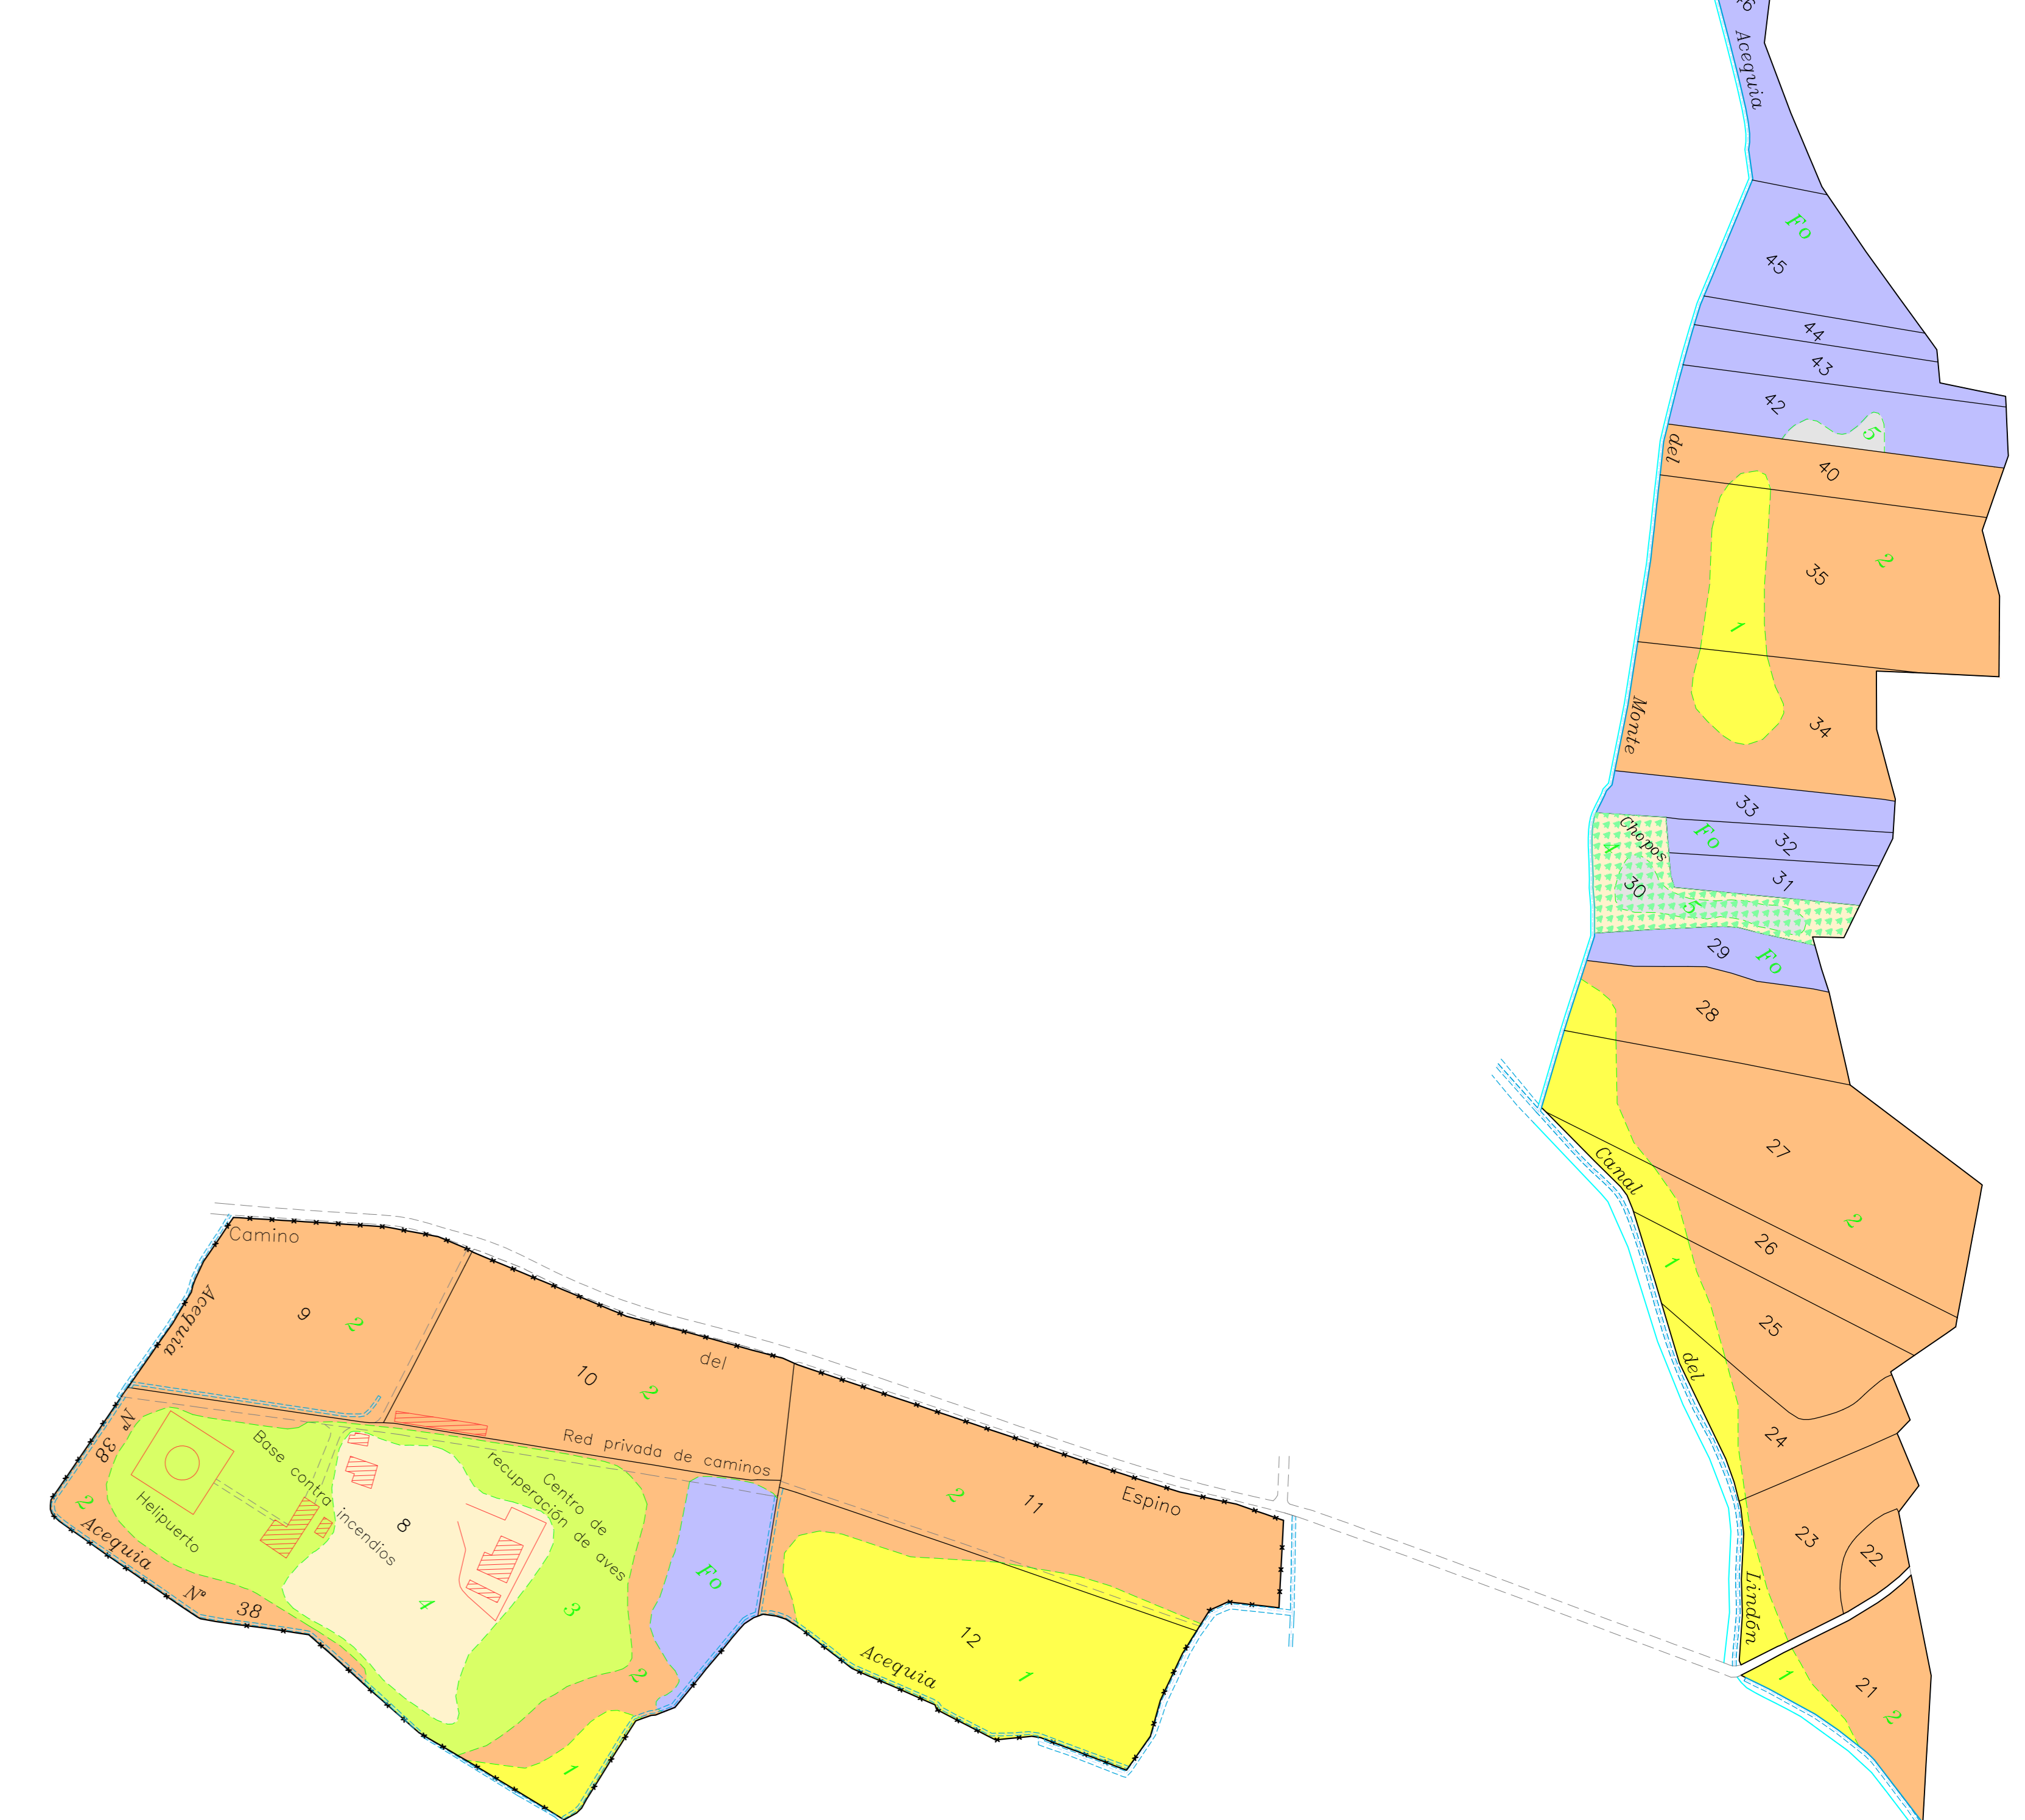 Acequia
Fo
45
44
43
42
5
del
40
2
35
1
Monte
34
33
Chopos
Fo
32
31
30
5
29
Fo
28
27
Canal
2
26
1
25
del
24
23
22
Lindón
1
21
2
Camino
9
2
Acequia
10
2
del
Red privada de caminos
Nº 38
Base contra incendios
Centro de
recuperación de aves
2
11
Espino
2
Helipuerto
8
Acequia Nº 38
4
3
Fo
2
12
Acequia
1
1